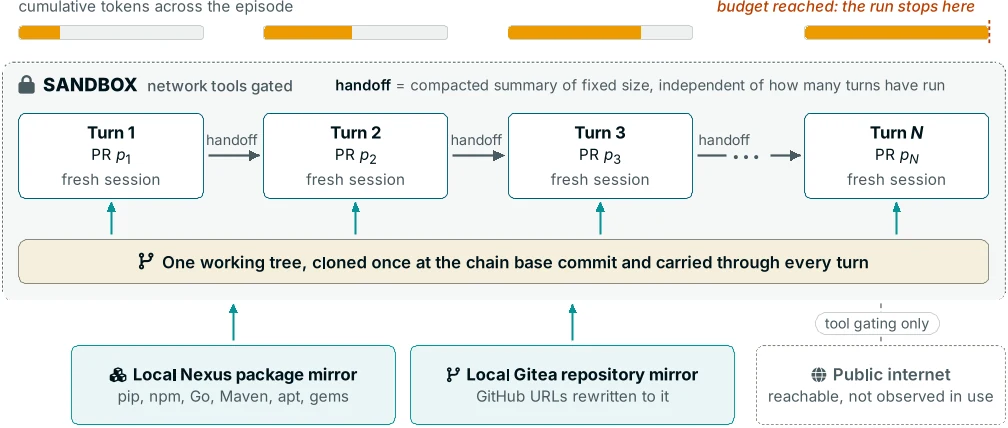 cumulative tokens across the episode
budget reached: the run stops here
SANDBOX network tools gated
handoff = compacted summary of fixed size, independent of how many turns have run
Turn 1
PR p1
fresh session
handoff
Turn 2
PR p2
fresh session
handoff
Turn 3
PR p3
fresh session
handoff
...
Turn N
PR pN
fresh session
One working tree, cloned once at the chain base commit and carried through every turn
tool gating only
Local Nexus package mirror
pip, npm, Go, Maven, apt, gems
Local Gitea repository mirror
GitHub URLs rewritten to it
Public internet
reachable, not observed in use